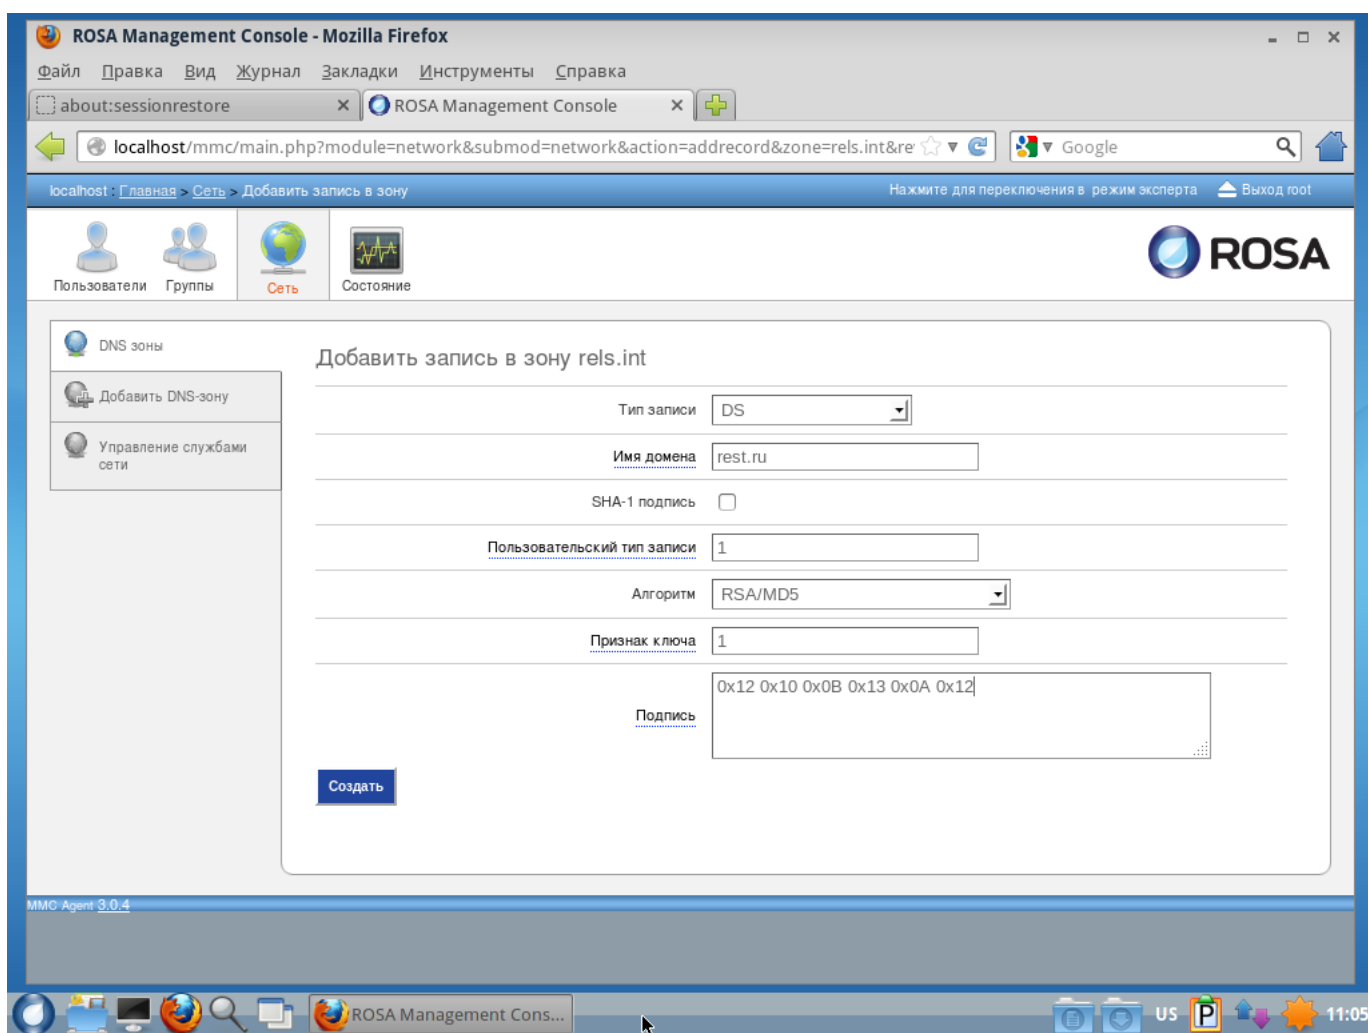 ROSA Management Console - Mozilla Firefox
Файл Правка Вид Журнал Закладки Инструменты Справка
about:sessionrestore
ROSA Management Console
localhost/mmc/main.php?module=network&submod=network&action=addrecord&zone=rels.int&re
Google
localhost : Главная > Сеть > Добавить запись в зону
Нажмите для переключения в режим эксперта
Выход root
Пользователи
Группы
Сеть
Состояние
ROSA
DNS зоны
Добавить DNS-зону
Управление службами
сети
Добавить запись в зону rels.int
Тип записи DS
Имя домена rest.ru
SHA-1 подпись
Пользовательский тип записи 1
Алгоритм RSA/MD5
Признак ключа 1
Подпись 0x12 0x10 0x0B 0x13 0x0A 0x12
Создать
MMC Agent 3.0.4
ROSA Management Cons...
US
P
11:05